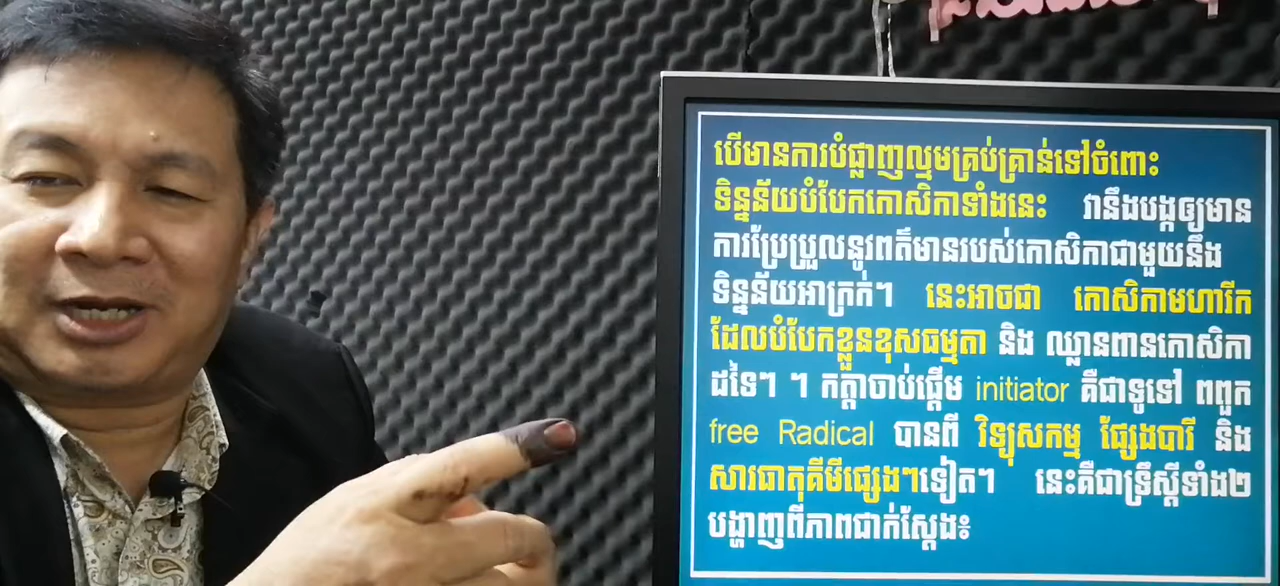 បើមានការបំផ្លាញល្មមគ្រប់គ្រាន់ទៅចំពោះ
ទិន្នន័យបំបែកកោសិកាទាំងនេះ វានឹងបង្កឲ្យមាន
ការប្រែប្រួលនូវពត៌មានរបស់កោសិកាជាមួយនឹង
ទិន្នន័យអាក្រក់ៗ នេះអាចជា កោសិកាមហារីក
ដែលបំបែកខ្លួនខុសធម្មតា និង ឈ្លានពានកោសិកា
ដទៃៗ ។ កត្តាចាប់ផ្តើម initiator គឺជាទូទៅ ពពួក
free Radical បានពី វិទ្យុសកម្ម ផ្សែងបារី និង
សារធាតុគីមីផ្សេងៗទៀត។ នេះគឺជាទ្រឹស្តីទាំង២
បង្ហាញពីភាពជាក់ស្តែង៖